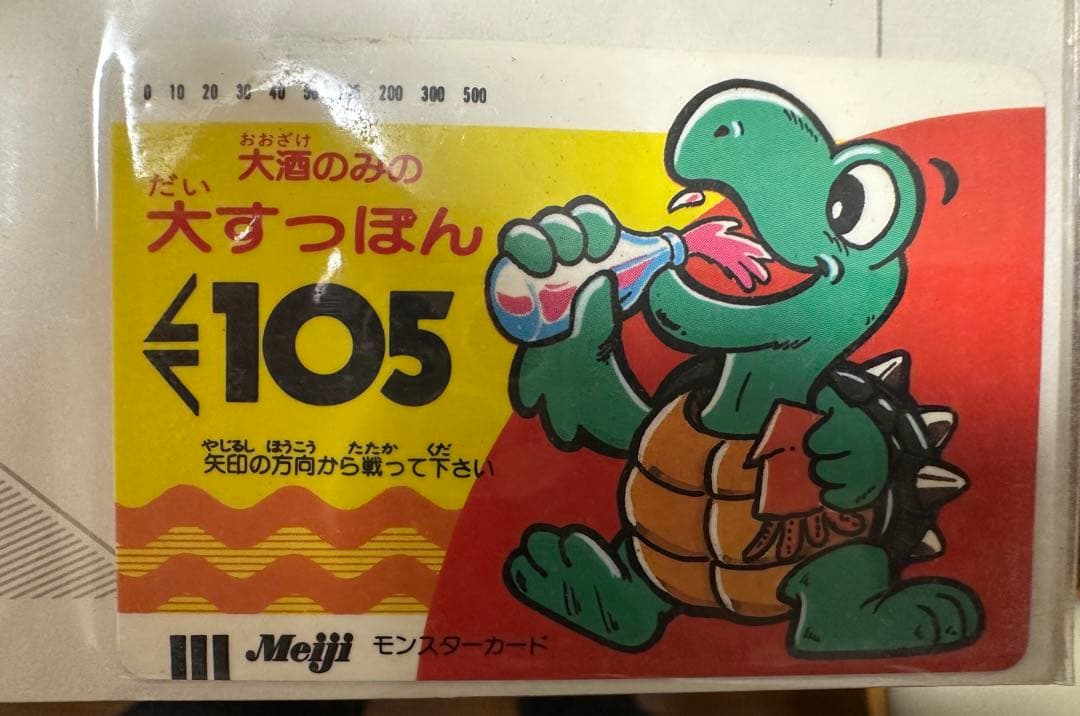 0 10 20 30 40 50 105 200 300 500
おおざけ
大酒のみの
だい
大すっぽん
105
やじるし ほうこう たたか くだ
矢印の方向から戦って下さい
Meiji モンスターカード